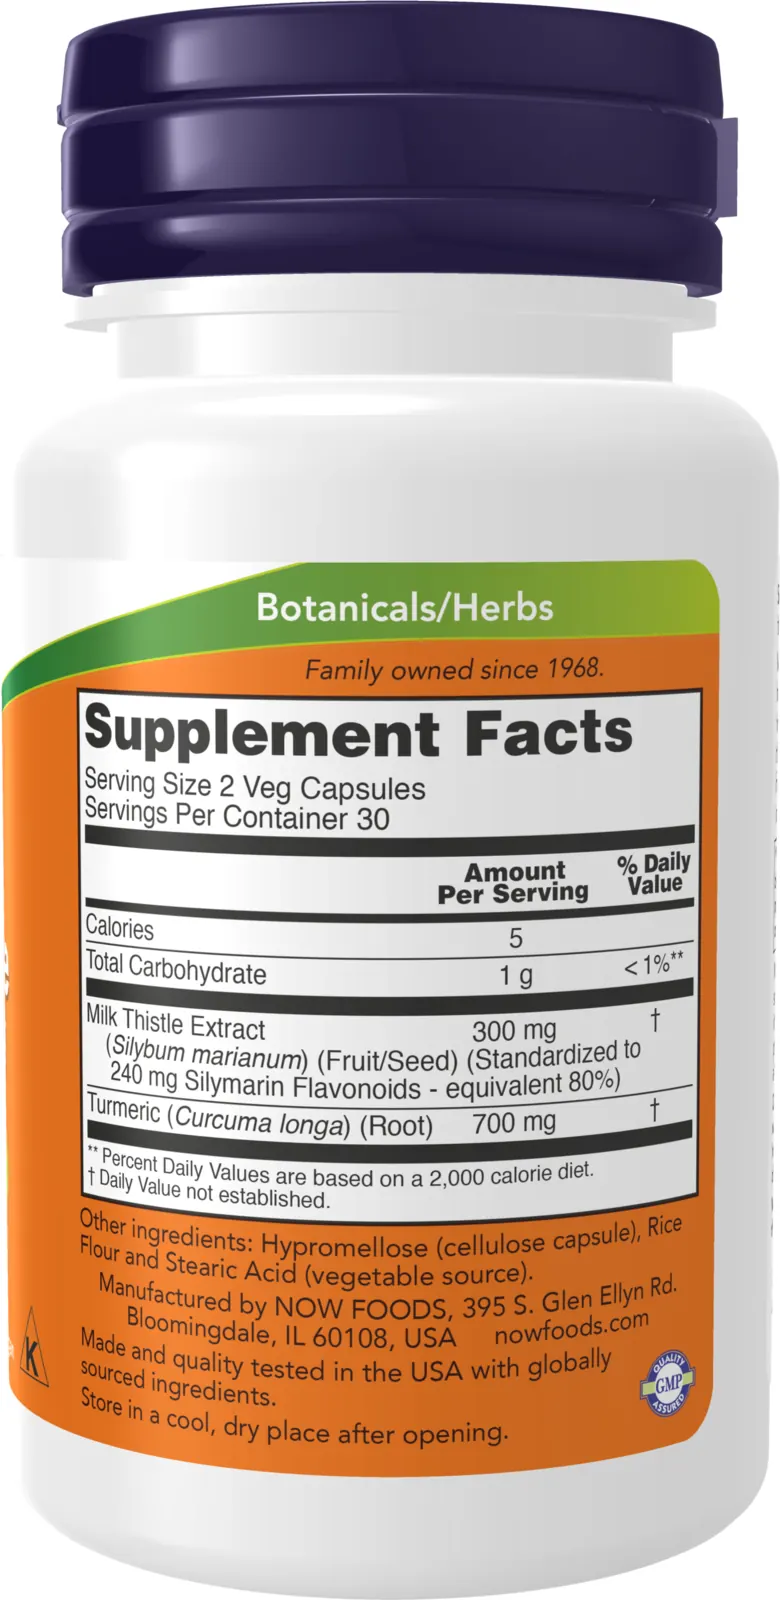 Botanicals/Herbs
Family owned since 1968.
Supplement Facts
Serving Size 2 Veg Capsules
Servings Per Container 30
Amount Per Serving % Daily Value
Calories 5
Total Carbohydrate 1 g < 1%**
Milk Thistle Extract 300 mg †
(Silybum marianum) (Fruit/Seed) (Standardized to
240 mg Silymarin Flavonoids - equivalent 80%)
Turmeric (Curcuma longa) (Root) 700 mg †
** Percent Daily Values are based on a 2,000 calorie diet.
† Daily Value not established.
Other ingredients: Hypromellose (cellulose capsule), Rice
Flour and Stearic Acid (vegetable source).
Manufactured by NOW FOODS, 395 S. Glen Ellyn Rd.
Bloomingdale, IL 60108, USA nowfoods.com
Made and quality tested in the USA with globally
sourced ingredients.
Store in a cool, dry place after opening.
K
QUALITY
GMP
ASSURED